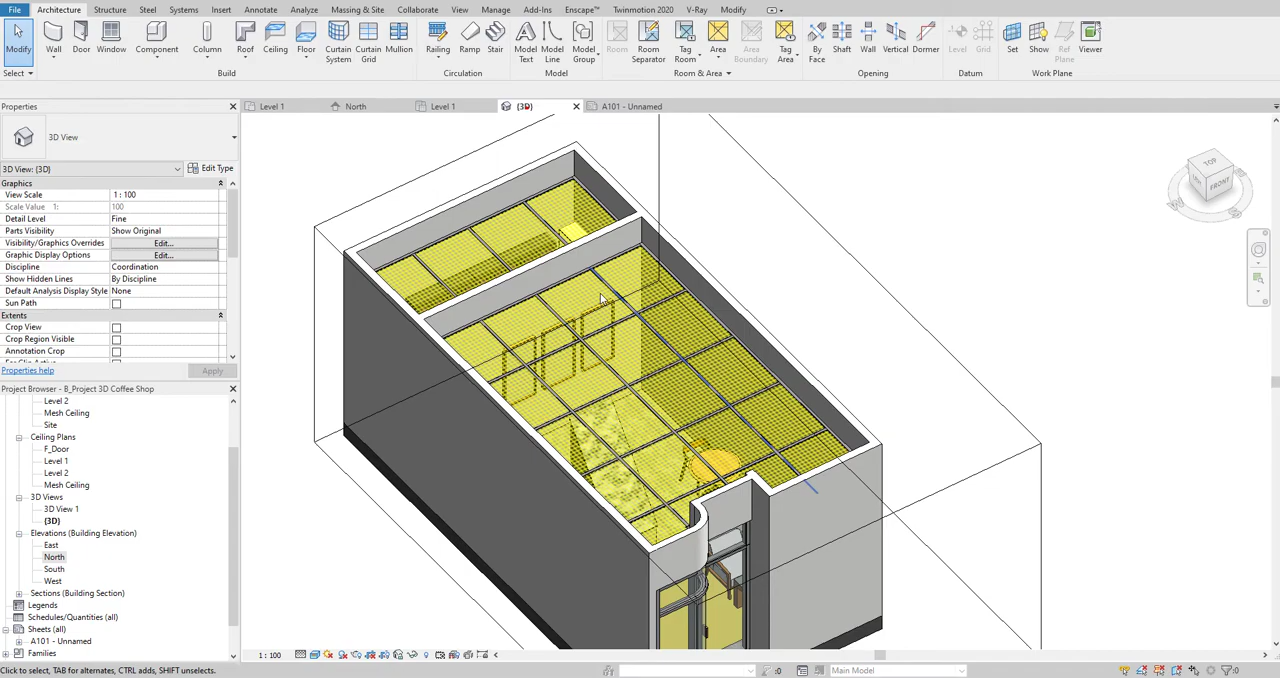 File Architecture Structure Steel Systems Insert Annotate Analyze Massing & Site Collaborate View Manage Add-Ins Enscape™ Twinmotion 2020 V-Ray Modify
Modify Wall Door Window Component Column Roof Ceiling Floor Curtain System Curtain Grid Mullion Railing Ramp Stair Model Text Model Line Model Group Room Room Separator Tag Room Area Area Boundary Tag Area By Face Shaft Wall Vertical Dormer Level Grid Set Show Ref Plane Viewer
Select Build Circulation Model Room & Area Opening Datum Work Plane
Properties
Level 1 North Level 1 (3D) A101 - Unnamed
3D View
3D View: {3D} Edit Type
Graphics
View Scale 1 : 100
Scale Value 1: 100
Detail Level Fine
Parts Visibility Show Original
Visibility/Graphics Overrides Edit...
Graphic Display Options Edit...
Discipline Coordination
Show Hidden Lines By Discipline
Default Analysis Display Style None
Sun Path
Extents
Crop View
Crop Region Visible
Annotation Crop
Properties help Apply
Project Browser - B_Project 3D Coffee Shop
Level 2
Mesh Ceiling
Site
Ceiling Plans
F_Door
Level 1
Level 2
Mesh Ceiling
3D Views
3D View 1
{3D}
Elevations (Building Elevation)
East
North
South
West
Sections (Building Section)
Legends
Schedules/Quantities (all)
Sheets (all)
A101 - Unnamed
Families
TOP
FRONT
1 : 100
Click to select, TAB for alternates, CTRL adds, SHIFT unselects. :0 Main Model :0